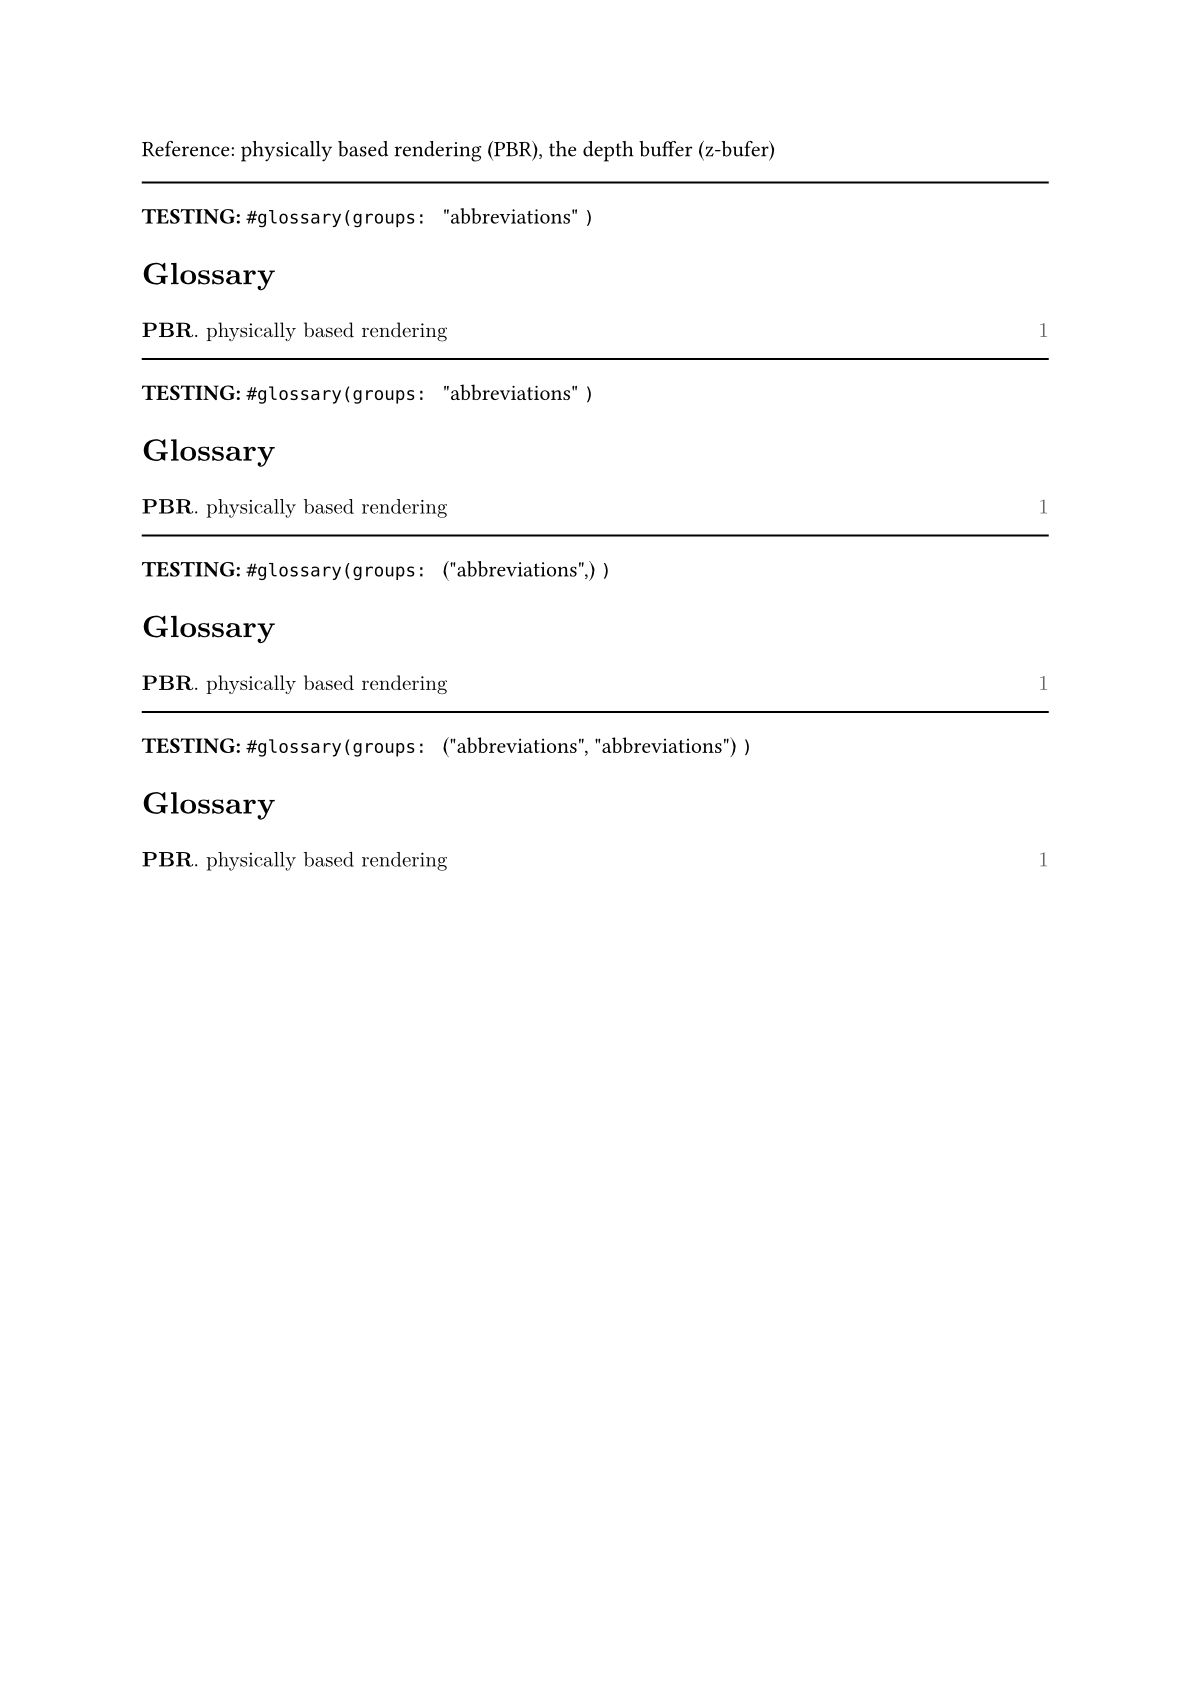 Reference: physically based rendering (PBR), the depth buffer (z-bufer)
TESTING: #glossary(groups: "abbreviations" )
Glossary
PBR. physically based rendering 1
TESTING: #glossary(groups: "abbreviations" )
Glossary
PBR. physically based rendering 1
TESTING: #glossary(groups: ("abbreviations",) )
Glossary
PBR. physically based rendering 1
TESTING: #glossary(groups: ("abbreviations", "abbreviations") )
Glossary
PBR. physically based rendering 1